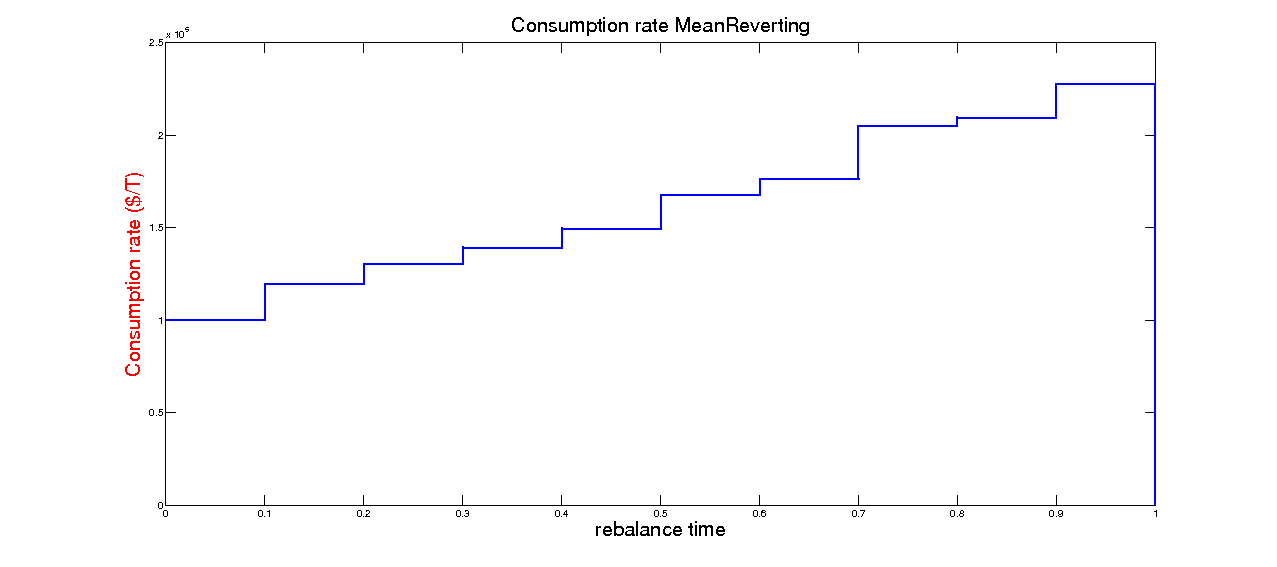 Consumption rate MeanReverting
x 10^5
2.5
2
1.5
1
0.5
0
Consumption rate ($/T)
0 0.1 0.2 0.3 0.4 0.5 0.6 0.7 0.8 0.9 1
rebalance time